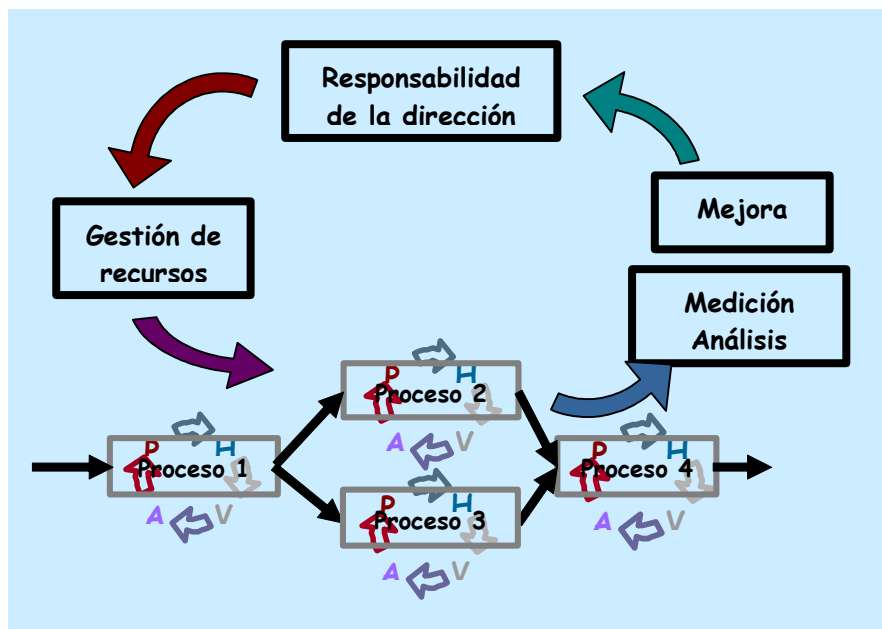 Responsabilidad
de la dirección
Mejora
Gestión de
recursos
Medición
Análisis
P
H
Proceso 2
A
V
P
H
Proceso 1
A
V
P
H
Proceso 4
A
V
P
H
Proceso 3
A
V